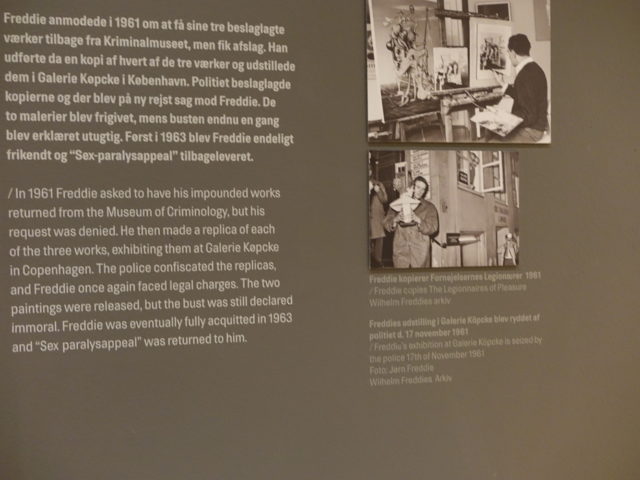 Freddie anmodede i 1961 om at få sine tre beslaglagte
værker tilbage fra Kriminalmuseet, men fik afslag. Han
udførte da en kopi af hvert af de tre værker og udstillede
dem i Galerie Køpcke i København. Politiet beslaglagde
kopierne og der blev på ny rejst sag mod Freddie. De
to malerier blev frigivet, mens busten endnu en gang
blev erklæret utugtig. Først i 1963 blev Freddie endeligt
frikendt og “Sex-paralysappeal” tilbageleveret.
/ In 1961 Freddie asked to have his impounded works
returned from the Museum of Criminology, but his
request was denied. He then made a replica of each
of the three works, exhibiting them at Galerie Køpcke
in Copenhagen. The police confiscated the replicas,
and Freddie once again faced legal charges. The two
paintings were released, but the bust was still declared
immoral. Freddie was eventually fully acquitted in 1963
and “Sex paralysappeal” was returned to him.
Freddie kopierer Fornøjelsernes Legionærer 1961
/ Freddie copies The Legionnaires of Pleasure
Wilhelm Freddies arkiv
Freddies udstilling i Galerie Köpcke blev ryddet af
politiet d. 17 november 1961
/ Freddie's exhibition at Galerie Köpcke is seized by
the police 17th of November 1961
Foto: Jørn Freddie
Wilhelm Freddies Arkiv